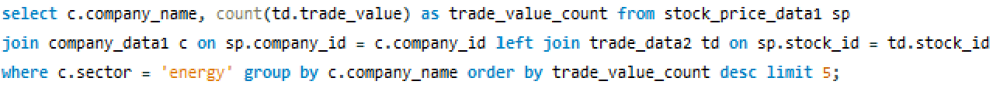 select c.company_name, count(td.trade_value) as trade_value_count from stock_price_data1 sp
join company_data1 c on sp.company_id = c.company_id left join trade_data2 td on sp.stock_id = td.stock_id
where c.sector = 'energy' group by c.company_name order by trade_value_count desc limit 5;